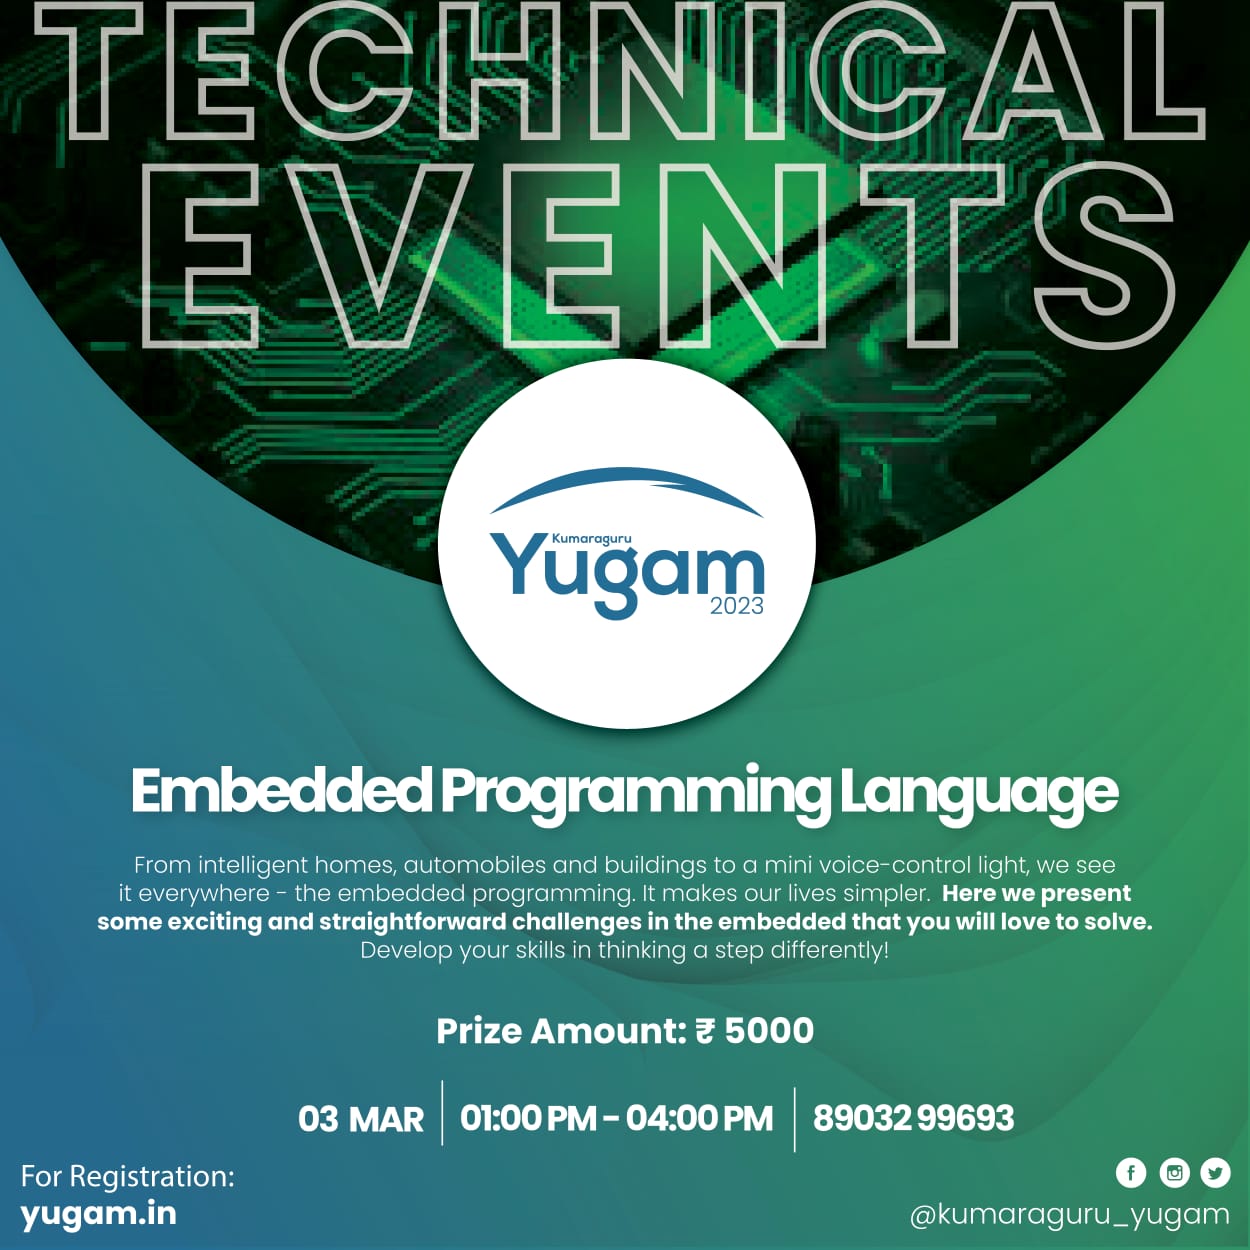 TECHNICAL
EVENTS
Kumaraguru
Yugam
2023
Embedded Programming Language
From intelligent homes, automobiles and buildings to a mini voice-control light, we see
it everywhere - the embedded programming. It makes our lives simpler. Here we present
some exciting and straightforward challenges in the embedded that you will love to solve.
Develop your skills in thinking a step differently!
Prize Amount: ₹ 5000
03 MAR | 01:00 PM - 04:00 PM | 89032 99693
For Registration:
yugam.in
@kumaraguru_yugam